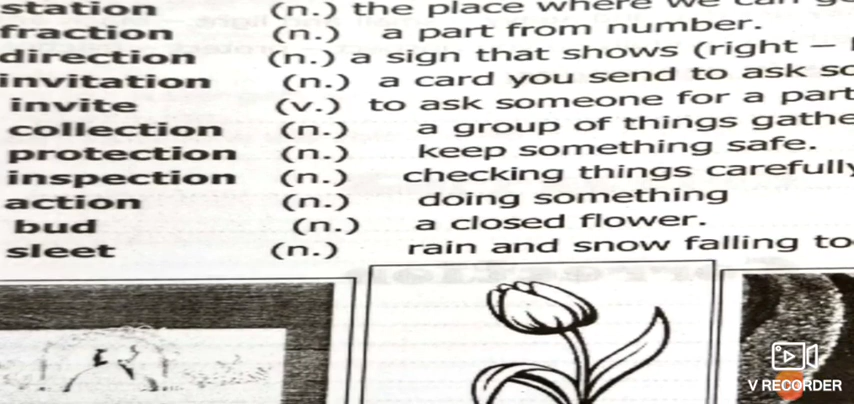 station (n.) the place where we can
fraction (n.) a part from number.
direction (n.) a sign that shows (right –
invitation (n.) a card you send to ask
invite (v.) to ask someone for a part
collection (n.) a group of things gathe
protection (n.) keep something safe.
inspection (n.) checking things carefully
action (n.) doing something
bud (n.) a closed flower.
sleet (n.) rain and snow falling to
V RECORDER